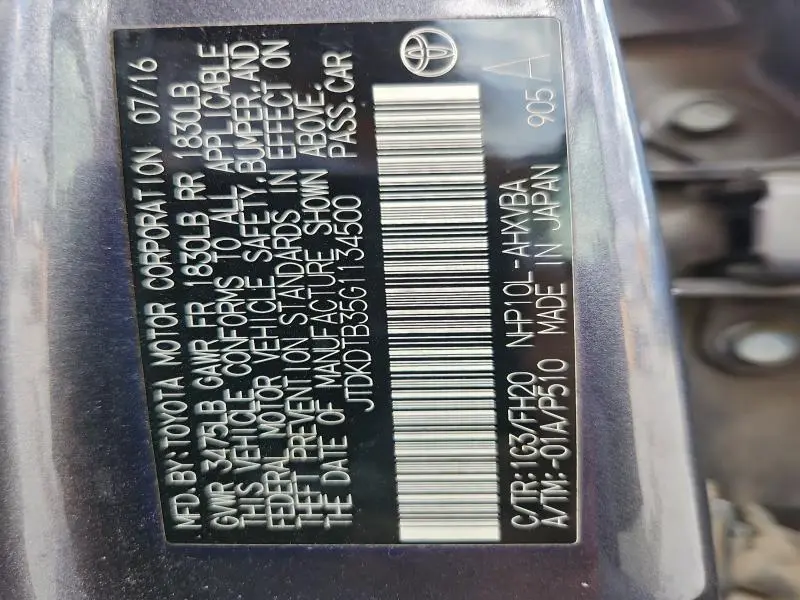 MFD.BY:TOYOTA MOTOR CORPORATION 07/16
GVWR 3475LB GAWR FR 1830LB RR 1830LB
THIS VEHICLE CONFORMS TO ALL APPLICABLE
FEDERAL MOTOR VEHICLE SAFETY,BUMPER,AND
THEFT PREVENTION STANDARDS IN EFFECT ON
THE DATE OF MANUFACTURE SHOWN ABOVE.
JTDKDTB35G1134500 PASS.CAR
C/TR:1G3/FH20 NHP10L-AHXVBA
A/TM:-01A/P510 MADE IN JAPAN 905 A